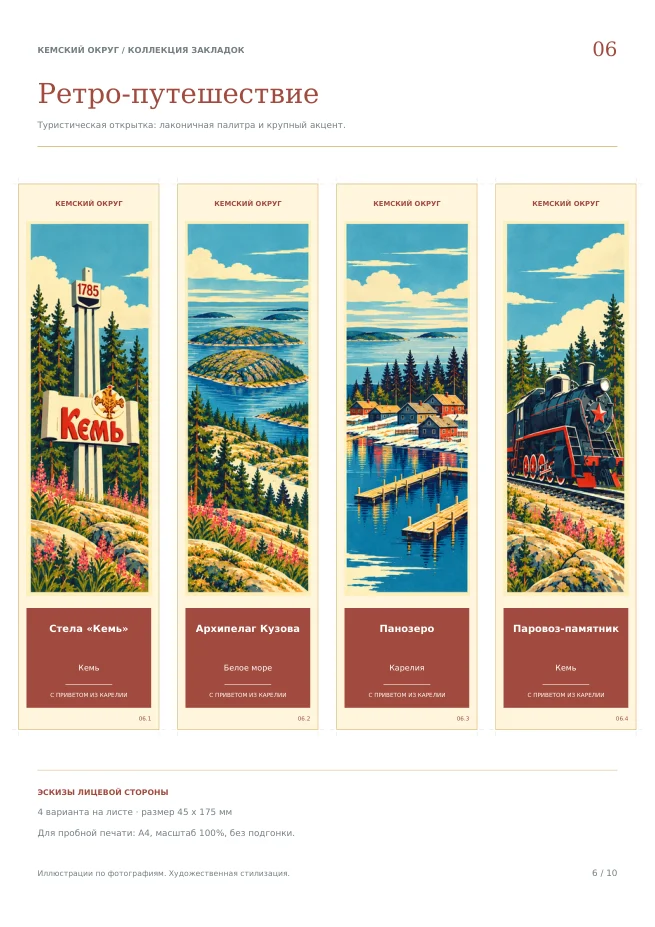 КЕМСКИЙ ОКРУГ / КОЛЛЕКЦИЯ ЗАКЛАДОК
06
Ретро-путешествие
Туристическая открытка: лаконичная палитра и крупный акцент.
КЕМСКИЙ ОКРУГ
1785
Кемь
Стела «Кемь»
Кемь
С ПРИВЕТОМ ИЗ КАРЕЛИИ
06.1
КЕМСКИЙ ОКРУГ
Архипелаг Кузова
Белое море
С ПРИВЕТОМ ИЗ КАРЕЛИИ
06.2
КЕМСКИЙ ОКРУГ
Панозеро
Карелия
С ПРИВЕТОМ ИЗ КАРЕЛИИ
06.3
КЕМСКИЙ ОКРУГ
Паровоз-памятник
Кемь
С ПРИВЕТОМ ИЗ КАРЕЛИИ
06.4
ЭСКИЗЫ ЛИЦЕВОЙ СТОРОНЫ
4 варианта на листе · размер 45 x 175 мм
Для пробной печати: А4, масштаб 100%, без подгонки.
Иллюстрации по фотографиям. Художественная стилизация.
6 / 10